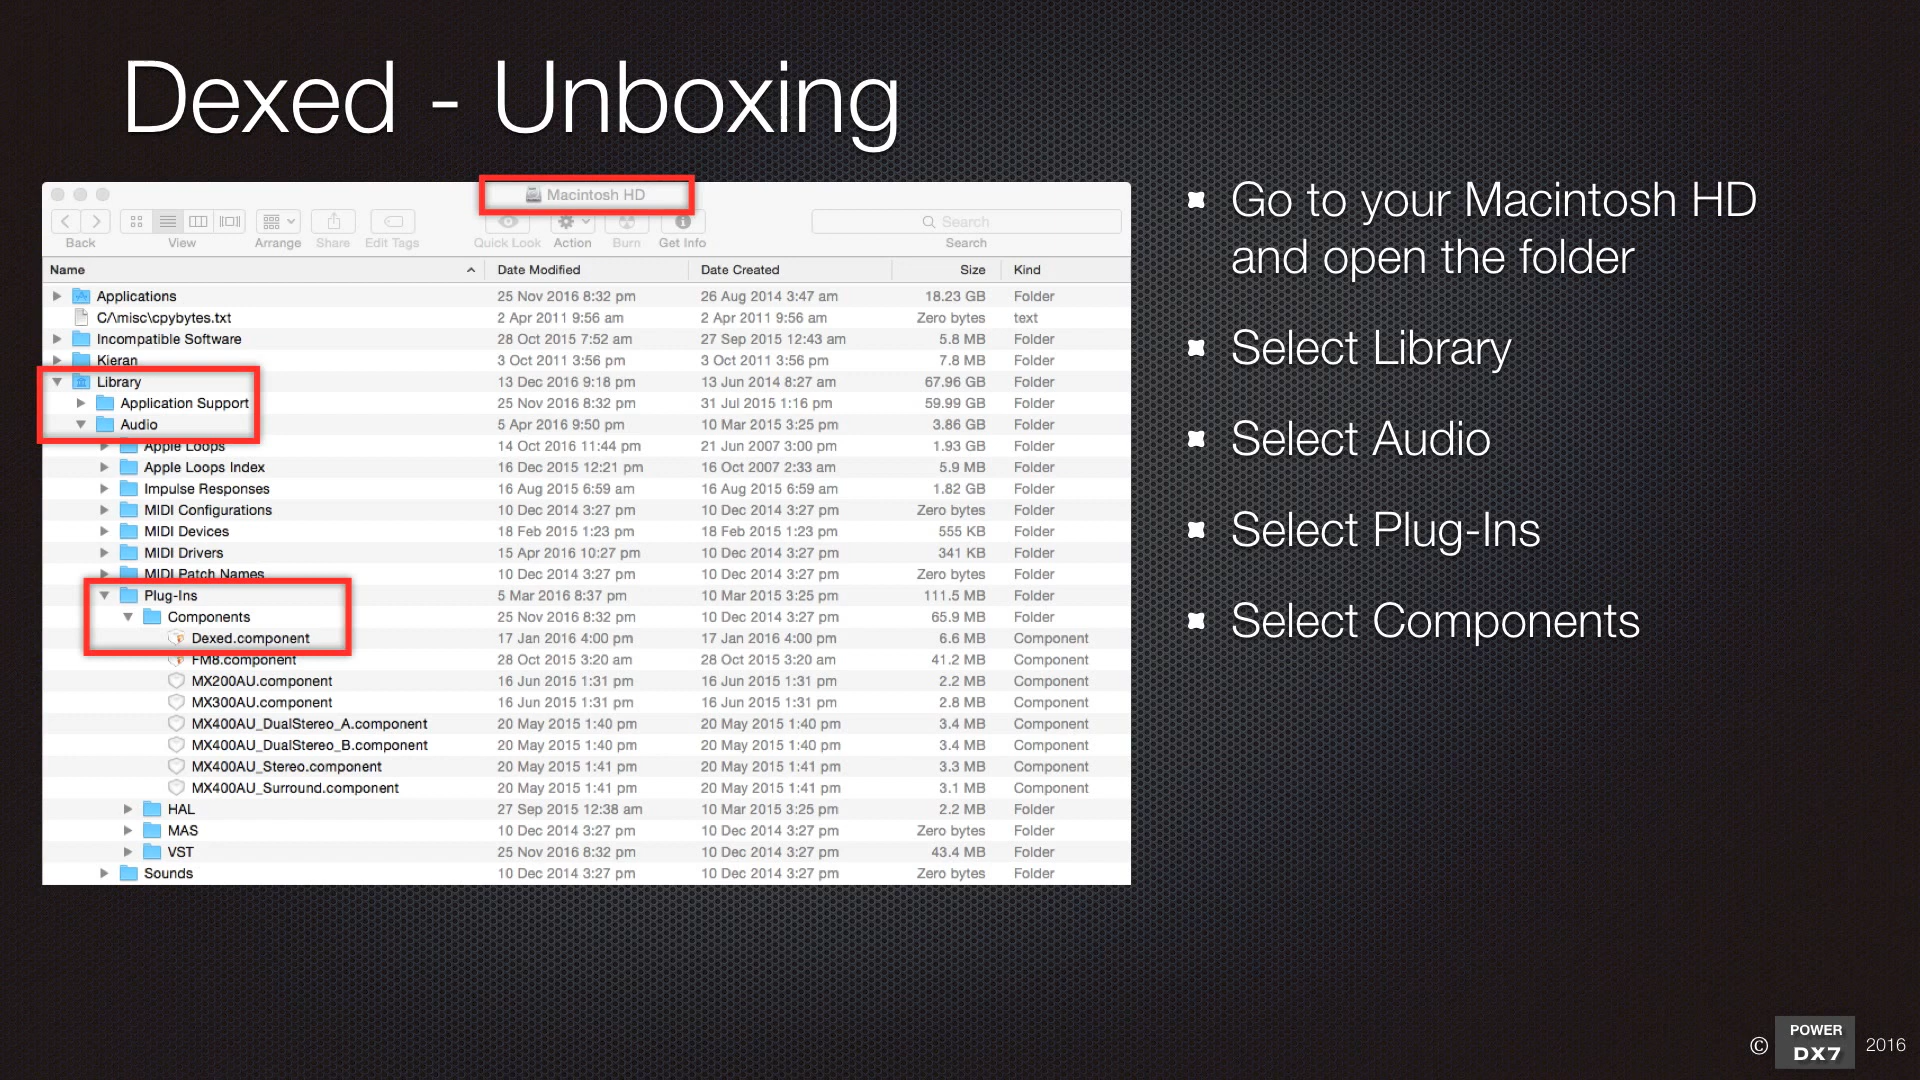 Dexed - Unboxing
Macintosh HD
Back View Arrange Share Edit Tags Quick Look Action Burn Get Info Search
Search
Name Date Modified Date Created Size Kind
Applications 25 Nov 2016 8:32 pm 26 Aug 2014 3:47 am 18.23 GB Folder
C/\misc\cpybytes.txt 2 Apr 2011 9:56 am 2 Apr 2011 9:56 am Zero bytes text
Incompatible Software 28 Oct 2015 7:52 am 27 Sep 2015 12:43 am 5.8 MB Folder
Kieran 3 Oct 2011 3:56 pm 3 Oct 2011 3:56 pm 7.8 MB Folder
Library 13 Dec 2016 9:18 pm 13 Jun 2014 8:27 am 67.96 GB Folder
Application Support 25 Nov 2016 8:32 pm 31 Jul 2015 1:16 pm 59.99 GB Folder
Audio 5 Apr 2016 9:50 pm 10 Mar 2015 3:25 pm 3.86 GB Folder
Apple Loops 14 Oct 2016 11:44 pm 21 Jun 2007 3:00 pm 1.93 GB Folder
Apple Loops Index 16 Dec 2015 12:21 pm 16 Oct 2007 2:33 am 5.9 MB Folder
Impulse Responses 16 Aug 2015 6:59 am 16 Aug 2015 6:59 am 1.82 GB Folder
MIDI Configurations 10 Dec 2014 3:27 pm 10 Dec 2014 3:27 pm Zero bytes Folder
MIDI Devices 18 Feb 2015 1:23 pm 18 Feb 2015 1:23 pm 555 KB Folder
MIDI Drivers 15 Apr 2016 10:27 pm 10 Dec 2014 3:27 pm 341 KB Folder
MIDI Patch Names 10 Dec 2014 3:27 pm 10 Dec 2014 3:27 pm Zero bytes Folder
Plug-Ins 5 Mar 2016 8:37 pm 10 Mar 2015 3:25 pm 111.5 MB Folder
Components 25 Nov 2016 8:32 pm 10 Dec 2014 3:27 pm 65.9 MB Folder
Dexed.component 17 Jan 2016 4:00 pm 17 Jan 2016 4:00 pm 6.6 MB Component
FM8.component 28 Oct 2015 3:20 am 28 Oct 2015 3:20 am 41.2 MB Component
MX200AU.component 16 Jun 2015 1:31 pm 16 Jun 2015 1:31 pm 2.2 MB Component
MX300AU.component 16 Jun 2015 1:31 pm 16 Jun 2015 1:31 pm 2.8 MB Component
MX400AU_DualStereo_A.component 20 May 2015 1:40 pm 20 May 2015 1:40 pm 3.4 MB Component
MX400AU_DualStereo_B.component 20 May 2015 1:40 pm 20 May 2015 1:40 pm 3.4 MB Component
MX400AU_Stereo.component 20 May 2015 1:41 pm 20 May 2015 1:41 pm 3.3 MB Component
MX400AU_Surround.component 20 May 2015 1:41 pm 20 May 2015 1:41 pm 3.1 MB Component
HAL 27 Sep 2015 12:38 am 10 Mar 2015 3:25 pm 2.2 MB Folder
MAS 10 Dec 2014 3:27 pm 10 Dec 2014 3:27 pm Zero bytes Folder
VST 25 Nov 2016 8:32 pm 10 Dec 2014 3:27 pm 43.4 MB Folder
Sounds 10 Dec 2014 3:27 pm 10 Dec 2014 3:27 pm Zero bytes Folder
Go to your Macintosh HD
and open the folder
Select Library
Select Audio
Select Plug-Ins
Select Components
© POWER
DX7 2016